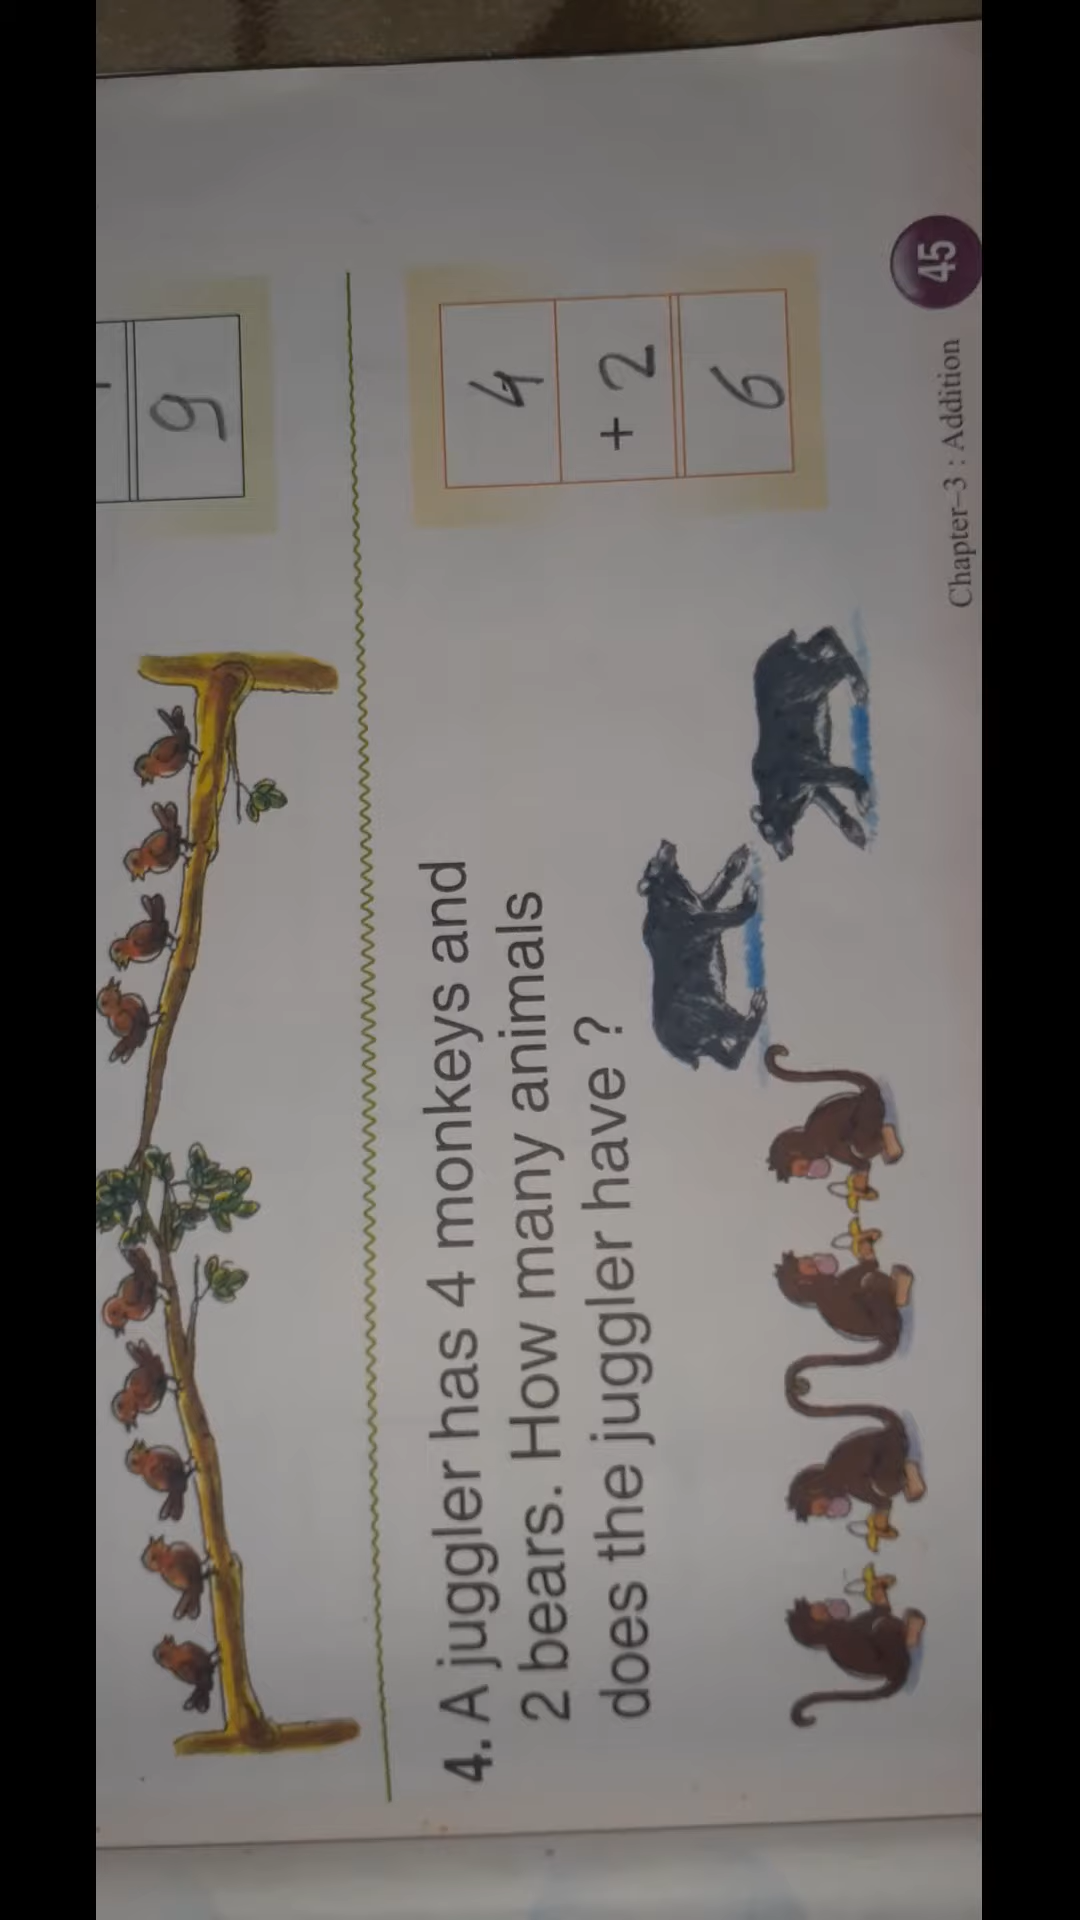 9
4. A juggler has 4 monkeys and
2 bears. How many animals
does the juggler have ?
4
+ 2
6
Chapter–3 : Addition
45